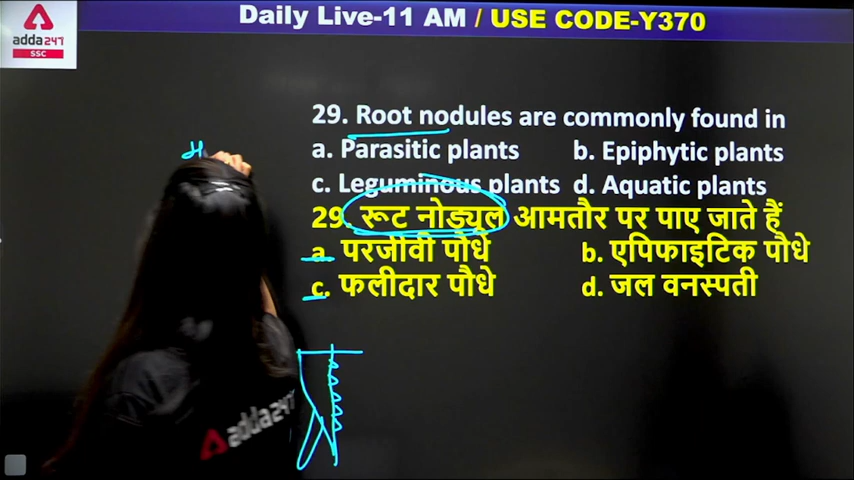 Daily Live-11 AM / USE CODE-Y370
adda247
SSC
29. Root nodules are commonly found in
a. Parasitic plants b. Epiphytic plants
c. Leguminous plants d. Aquatic plants
29. रूट नोड्यूल आमतौर पर पाए जाते हैं
a. परजीवी पौधे b. एपिफाइटिक पौधे
c. फलीदार पौधे d. जल वनस्पती
adda247